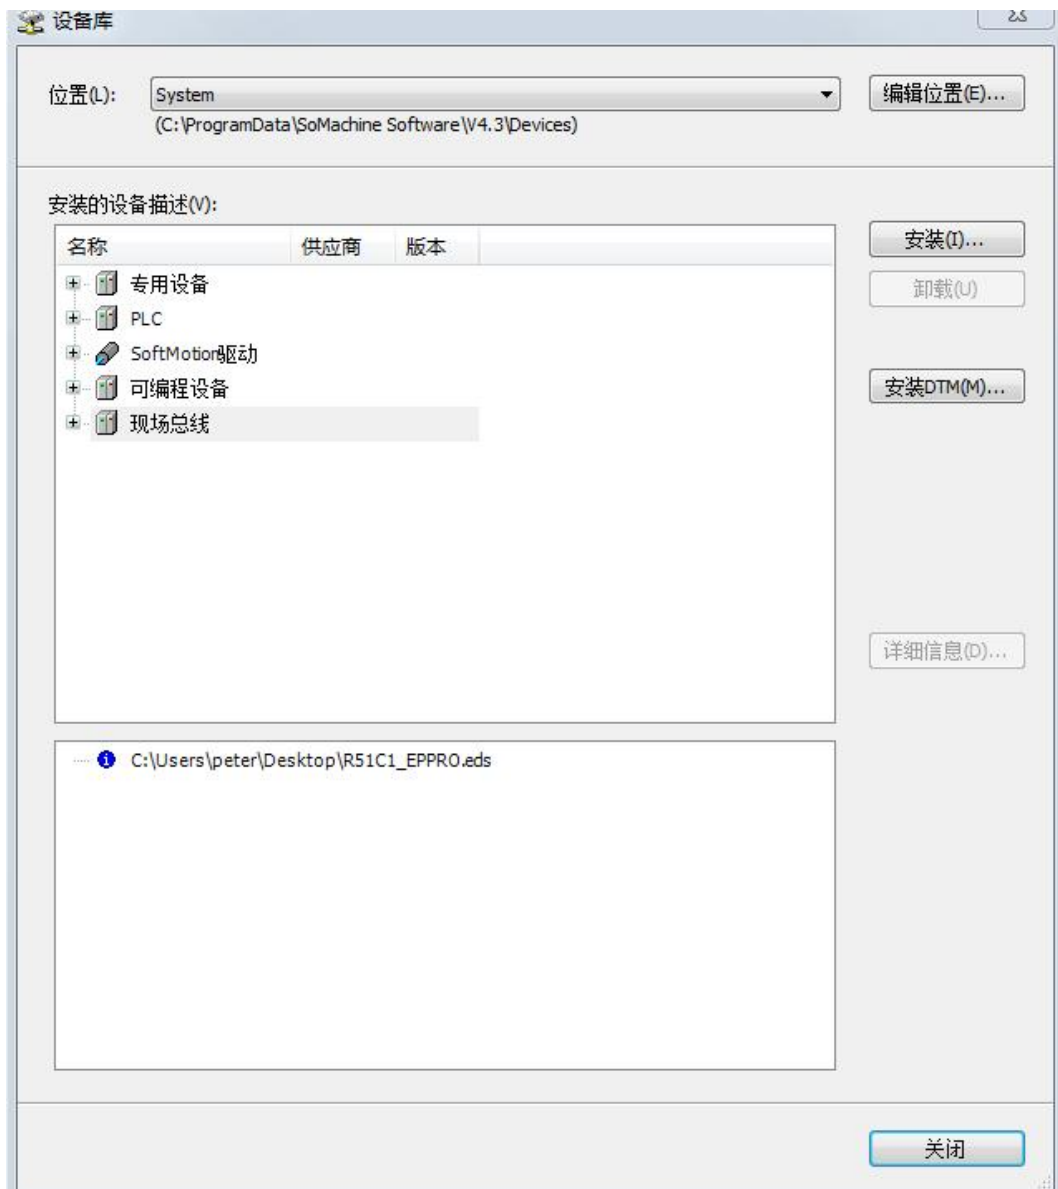 设备库
位置(L):
System
编辑位置(E)...
(C:\ProgramData\SoMachine Software\V4.3\Devices)
安装的设备描述(V):
名称 供应商 版本
安装(I)...
专用设备
卸载(U)
PLC
SoftMotion驱动
可编程设备
安装DTM(M)...
现场总线
详细信息(D)...
C:\Users\peter\Desktop\R51C1_EPPRO.eds
关闭